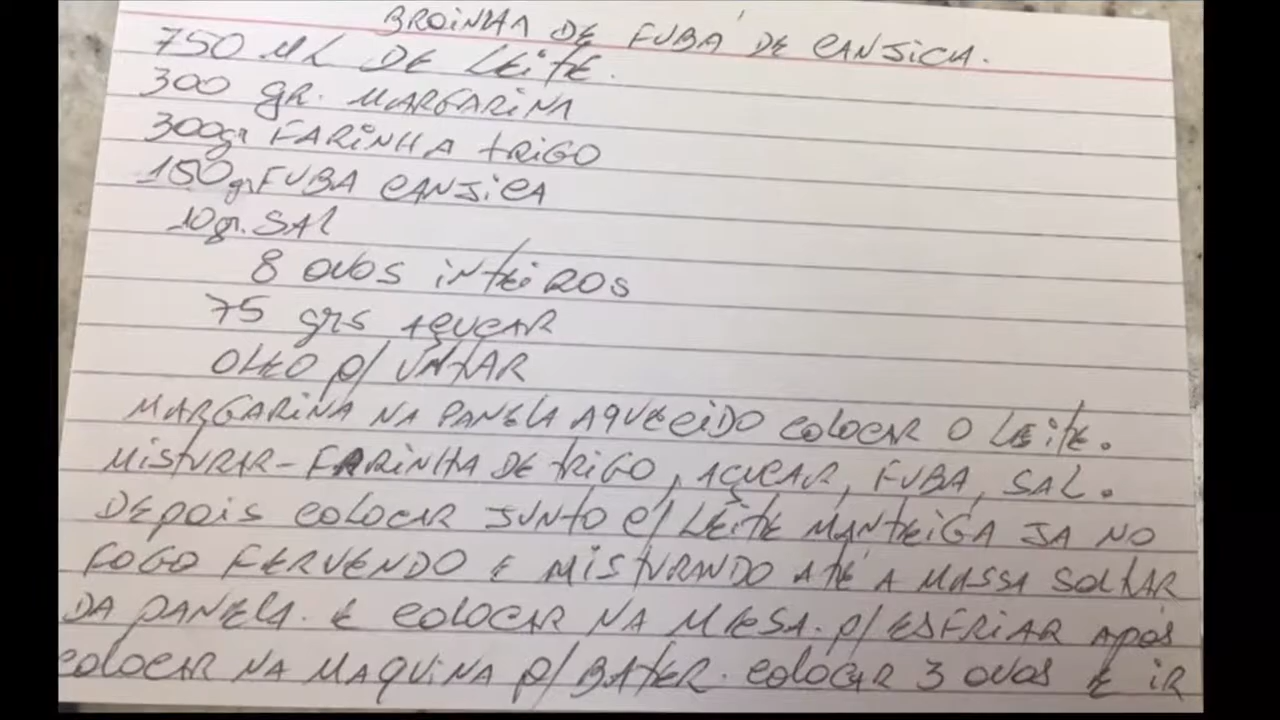 BROINHA DE FUBÁ DE CANJICA.
750 ML DE LEITE.
300 gR. MARGARINA
300gr FARINHA TRIGO
150gr FUBA CANJICA
10gr. SAL
8 OVOS INTEIROS
75 grs AÇUCAR
OLEO P/ UNTAR
MARGARINA NA PANELA AQUECIDO COLOCAR O LEITE.
MISTURAR - FARINHA DE TRIGO, AÇUCAR, FUBA, SAL.
DEPOIS COLOCAR JUNTO C/ LEITE MANTEIGA JA NO
FOGO FERVENDO E MISTURANDO ATÉ A MASSA SOLTAR
DA PANELA. E COLOCAR NA MESA. P/ ESFRIAR APÓS
COLOCAR NA MAQUINA P/ BATER. COLOCAR 3 OVOS E IR